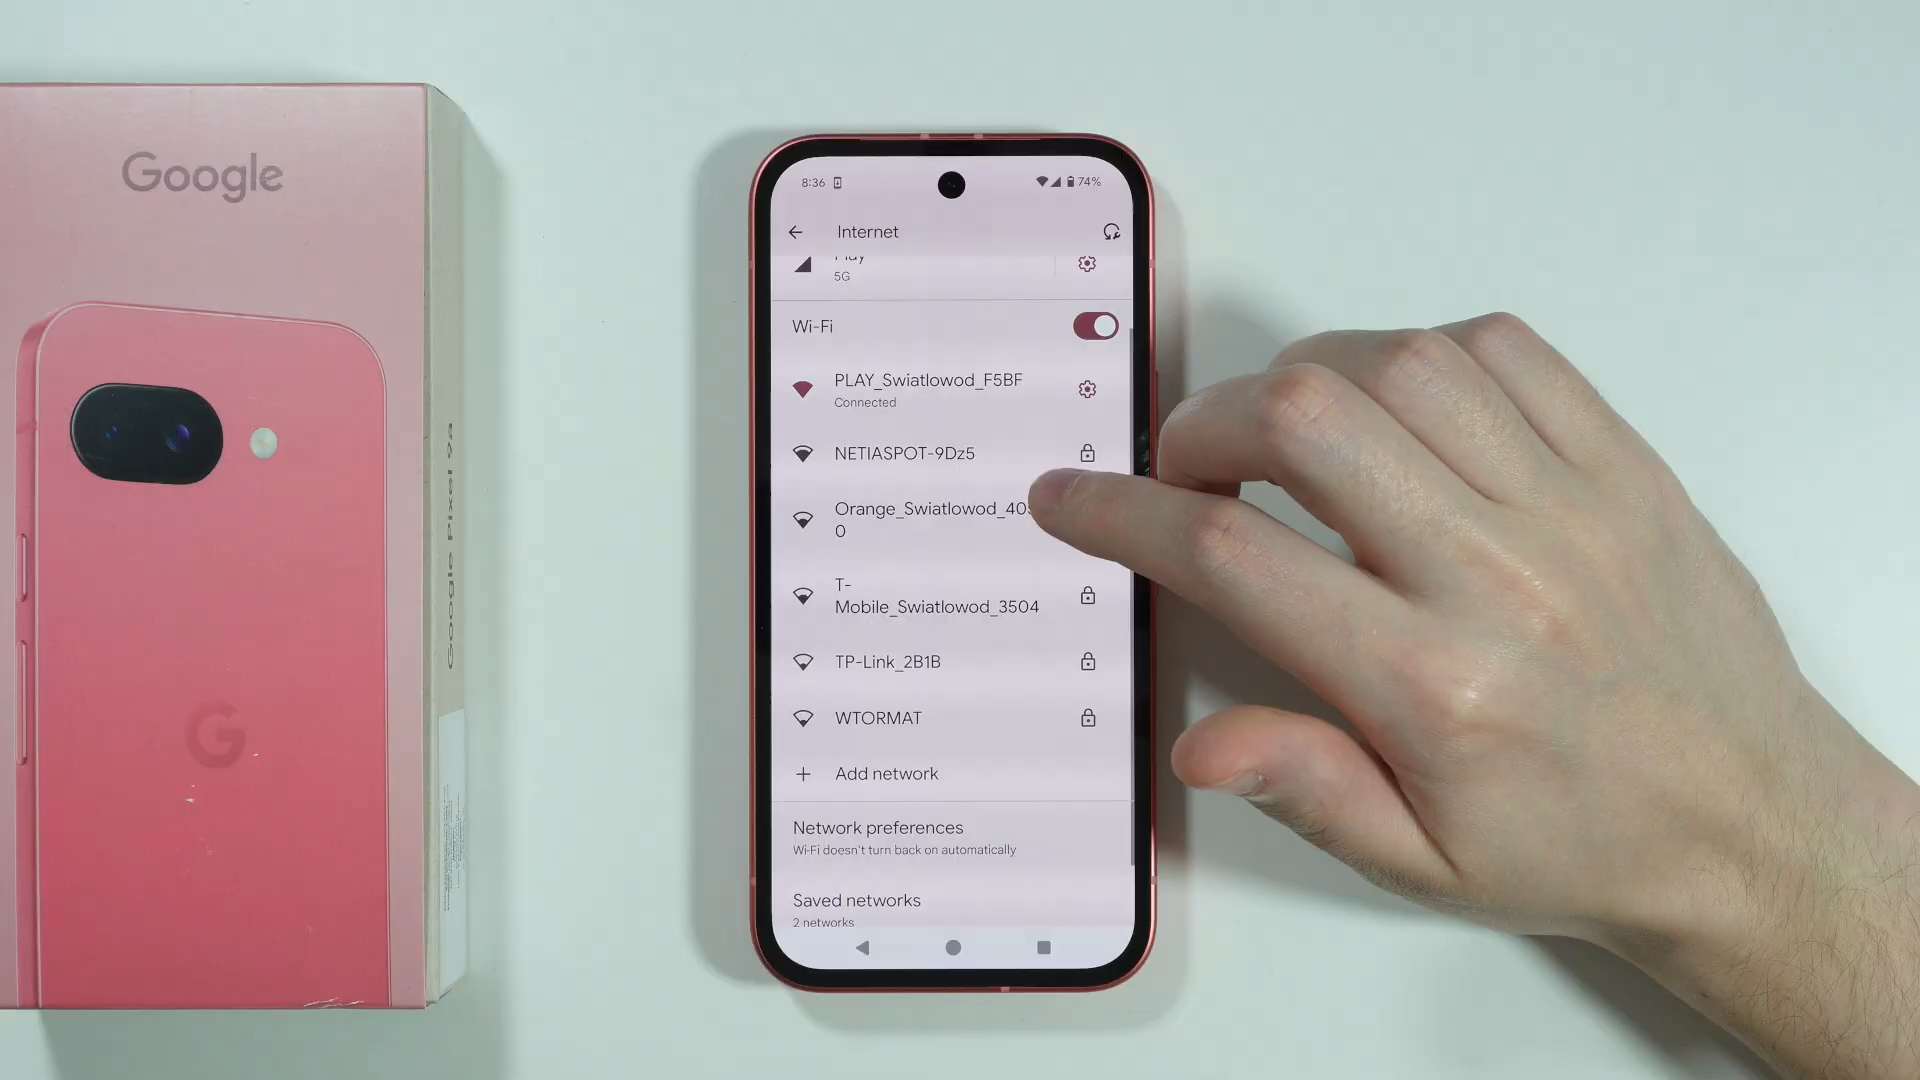 Google
Google Pixel 9a
8:36
74%
Internet
Play
5G
Wi-Fi
PLAY_Swiatlowod_F5BF
Connected
NETIASPOT-9Dz5
Orange_Swiatlowod_40
0
T-
Mobile_Swiatlowod_3504
TP-Link_2B1B
WTORMAT
Add network
Network preferences
Wi-Fi doesn't turn back on automatically
Saved networks
2 networks
G